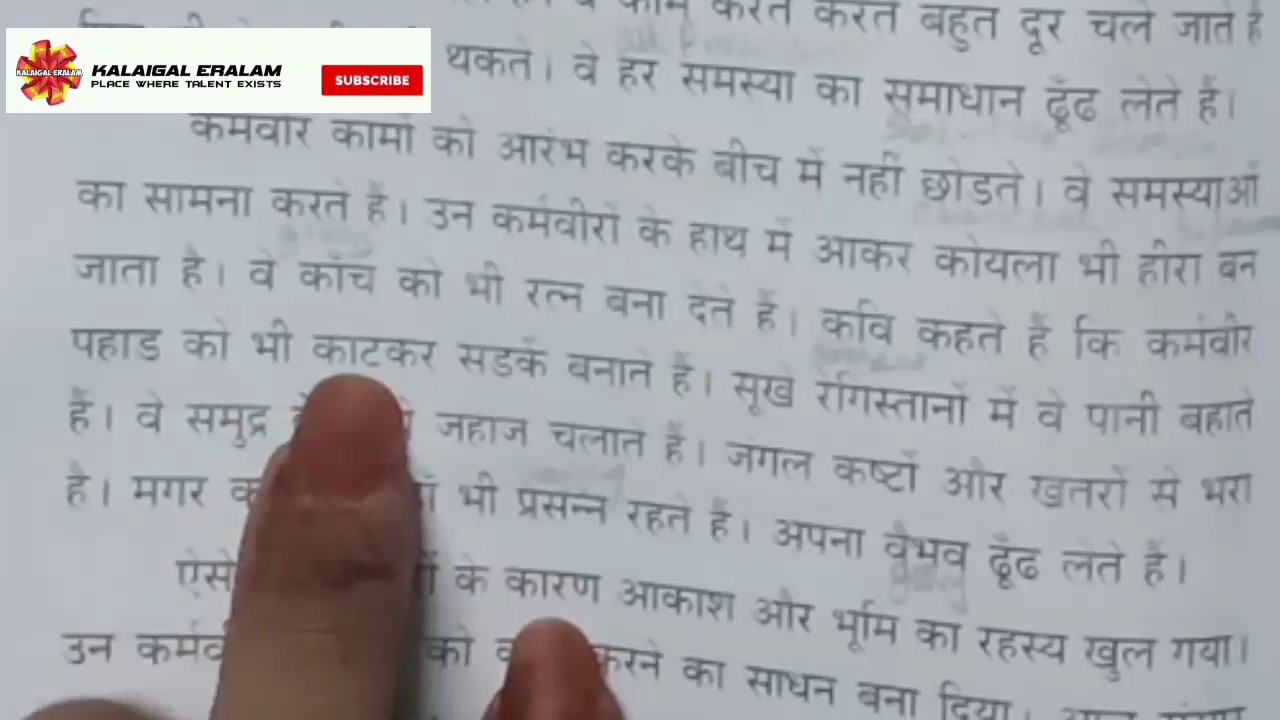 काम करते करते बहुत दूर चले जाते हैं
KALAIGAL ERALAM
PLACE WHERE TALENT EXISTS
SUBSCRIBE
थकते। वे हर समस्या का समाधान ढूँढ लेते हैं।
कर्मवीर कामों को आरंभ करके बीच में नहीं छोडते। वे समस्याओं
का सामना करते हैं। उन कर्मवीरों के हाथ में आकर कोयला भी हीरा बन
जाता है। वे काँच को भी रत्न बना देते हैं। कवि कहते हैं कि कर्मवीर
पहाड को भी काटकर सडकें बनाते हैं। सूखे रेगिस्तानों में वे पानी बहाते
हैं। वे समुद्र जहाज चलाते हैं। जंगल कष्टों और खतरों से भरा
है। मगर भी प्रसन्न रहते हैं। अपना वैभव ढूँढ लेते हैं।
ऐसे के कारण आकाश और भूमि का रहस्य खुल गया।
उन को करने का साधन बना दिया।